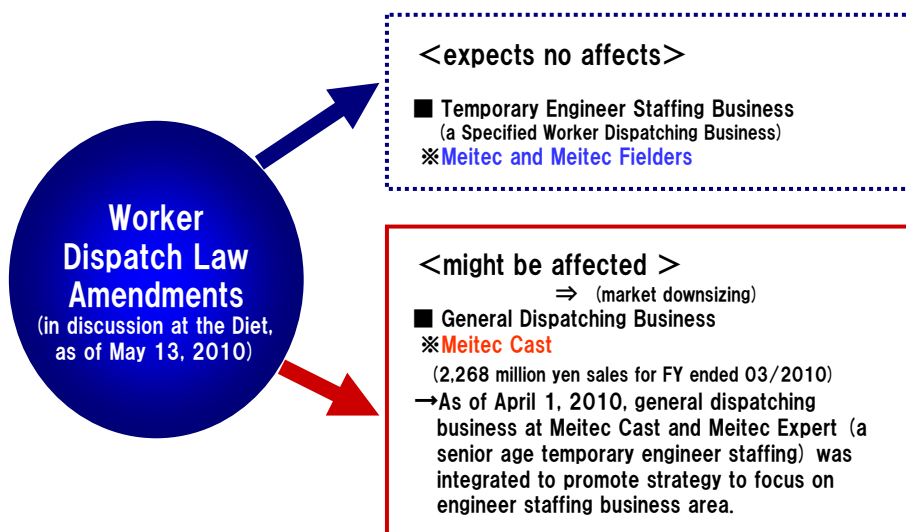 Worker
Dispatch Law
Amendments
(in discussion at the Diet,
as of May 13, 2010)
<expects no affects>
■ Temporary Engineer Staffing Business
(a Specified Worker Dispatching Business)
※Meitec and Meitec Fielders
<might be affected >
⇒ (market downsizing)
■ General Dispatching Business
※Meitec Cast
(2,268 million yen sales for FY ended 03/2010)
→As of April 1, 2010, general dispatching
business at Meitec Cast and Meitec Expert (a
senior age temporary engineer staffing) was
integrated to promote strategy to focus on
engineer staffing business area.